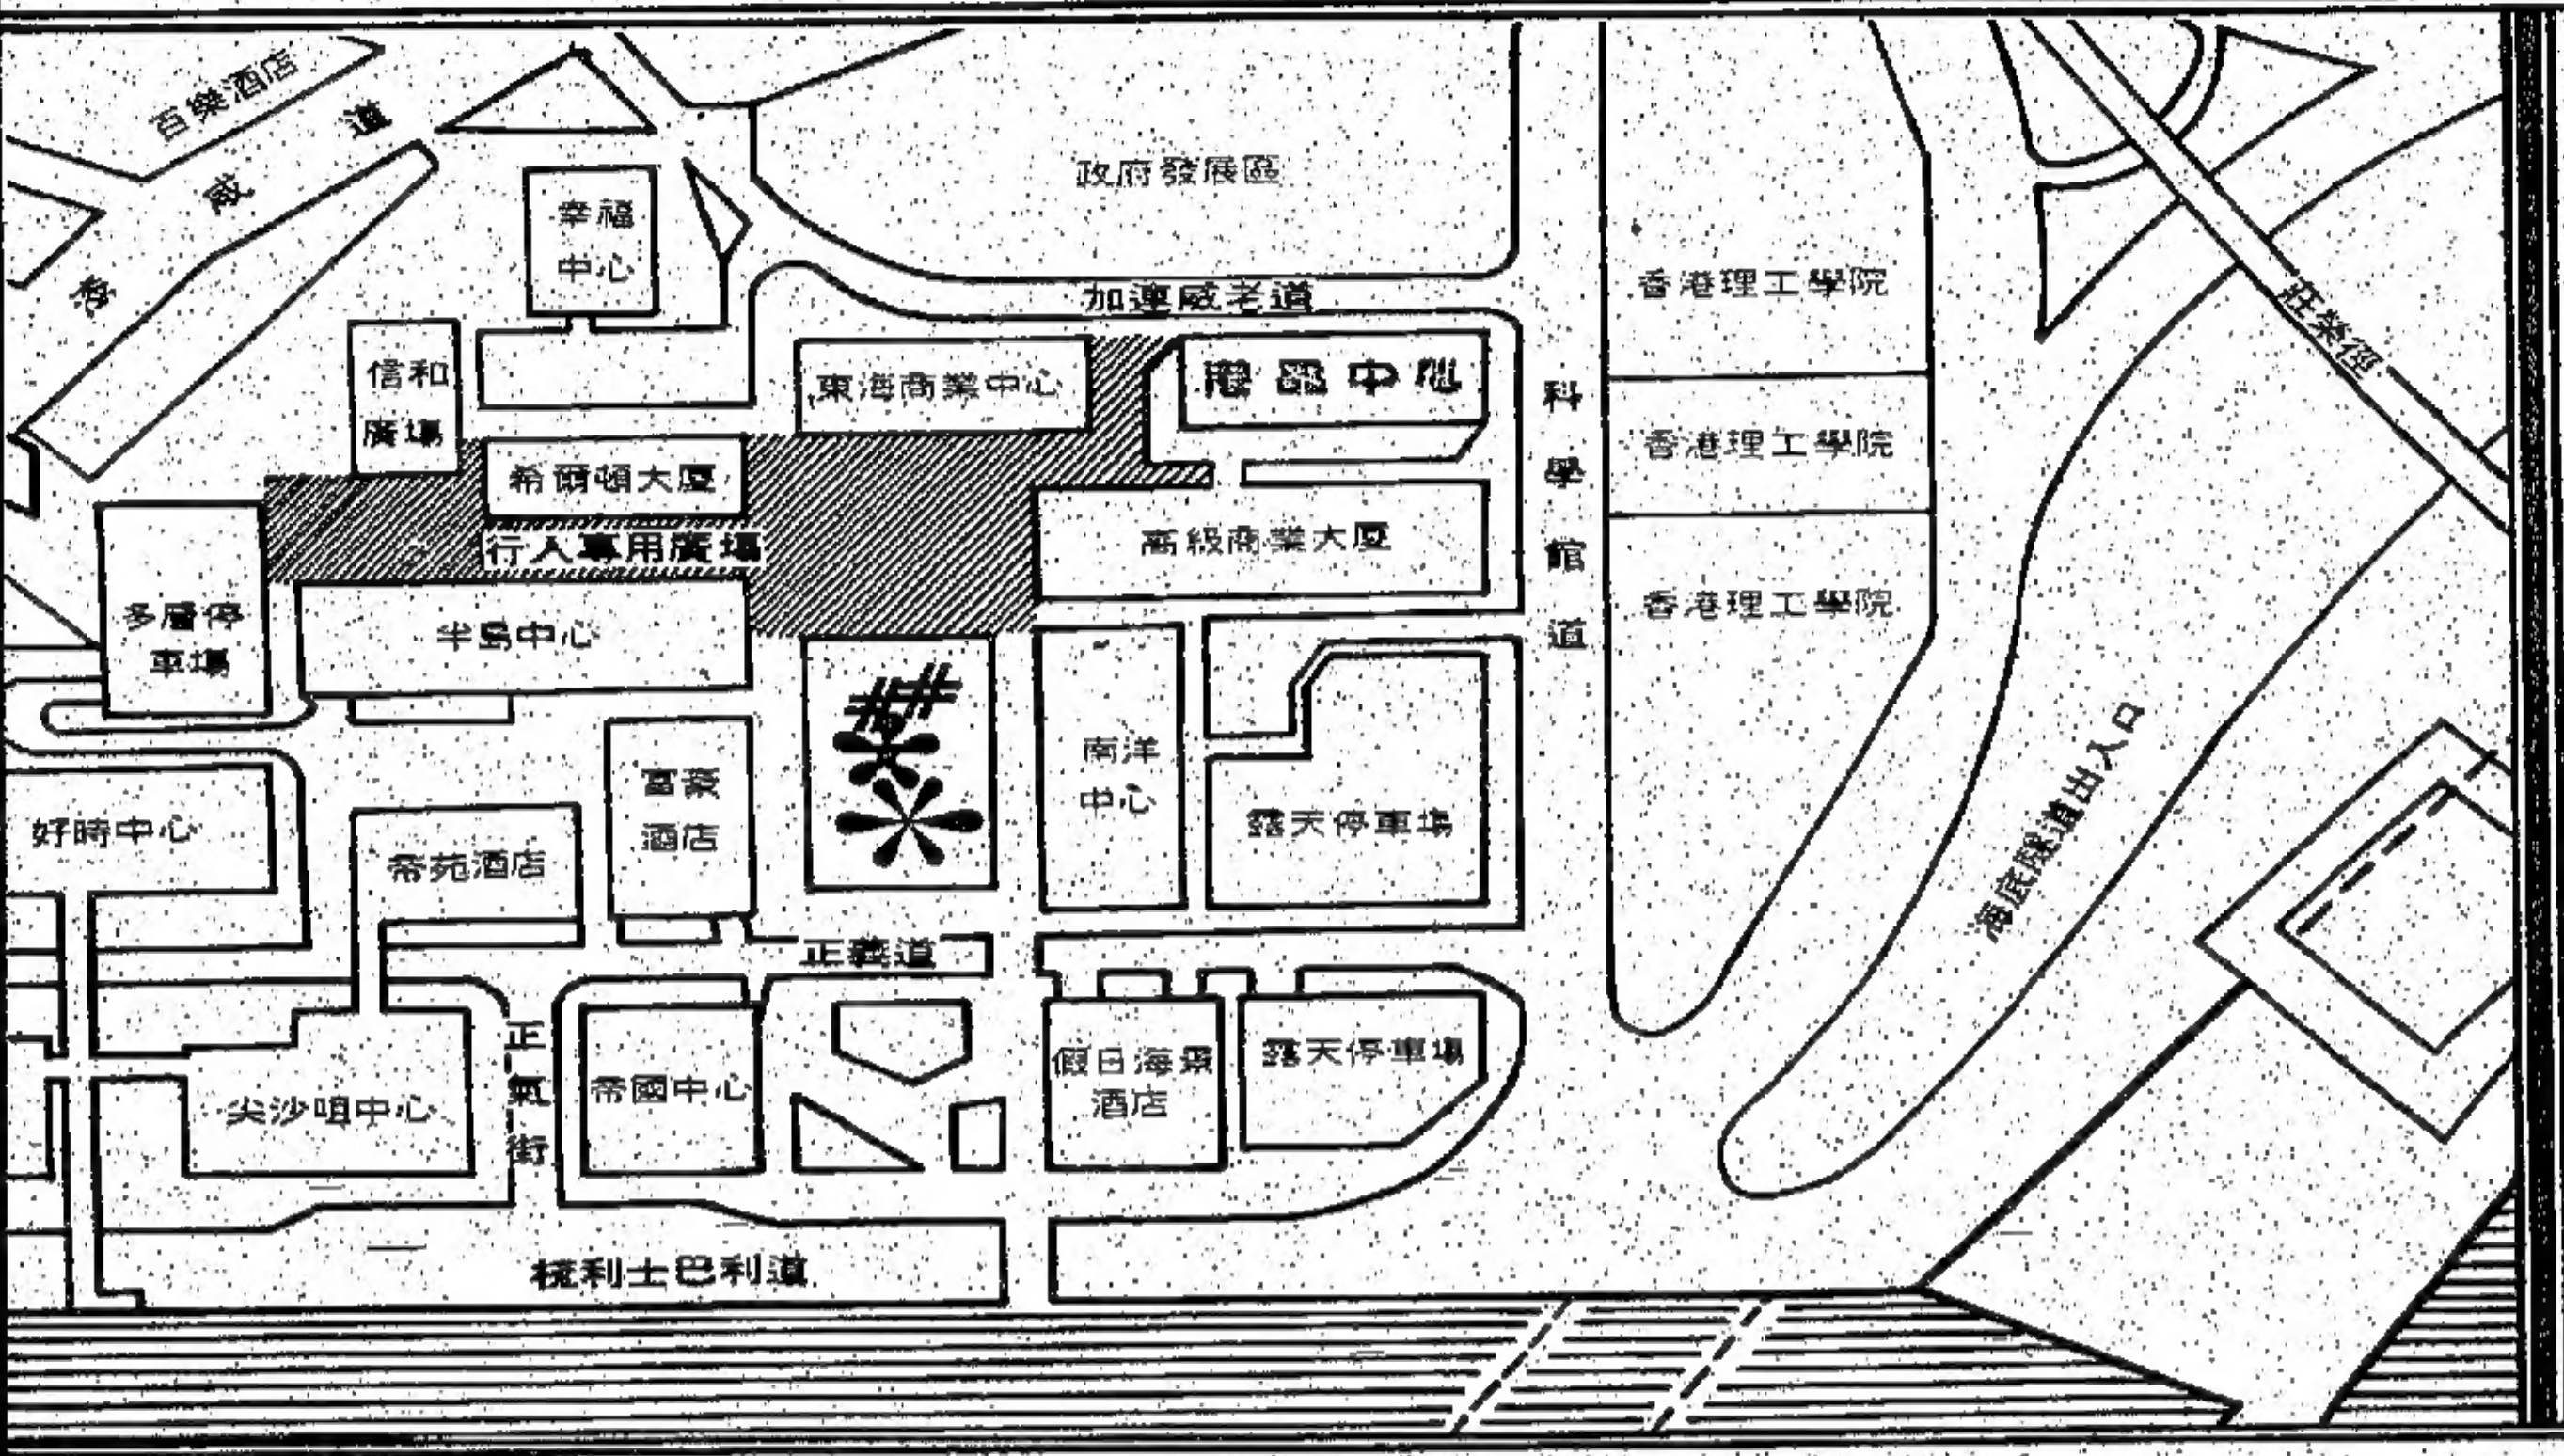 百樂酒店
漆咸道
幸福
中心
政府發展區
加連威老道
香港理工學院
莊榮徑
信和
廣場
東海商業中心
港晶中心
科學館道
香港理工學院
希爾頓大廈
行人專用廣場
高級商業大廈
香港理工學院
多層停
車場
半島中心
南洋
中心
富豪
酒店
好時中心
帝苑酒店
露天停車場
海底隧道出入口
正義道
正氣街
尖沙咀中心
帝國中心
假日海景
酒店
露天停車場
梳利士巴利道